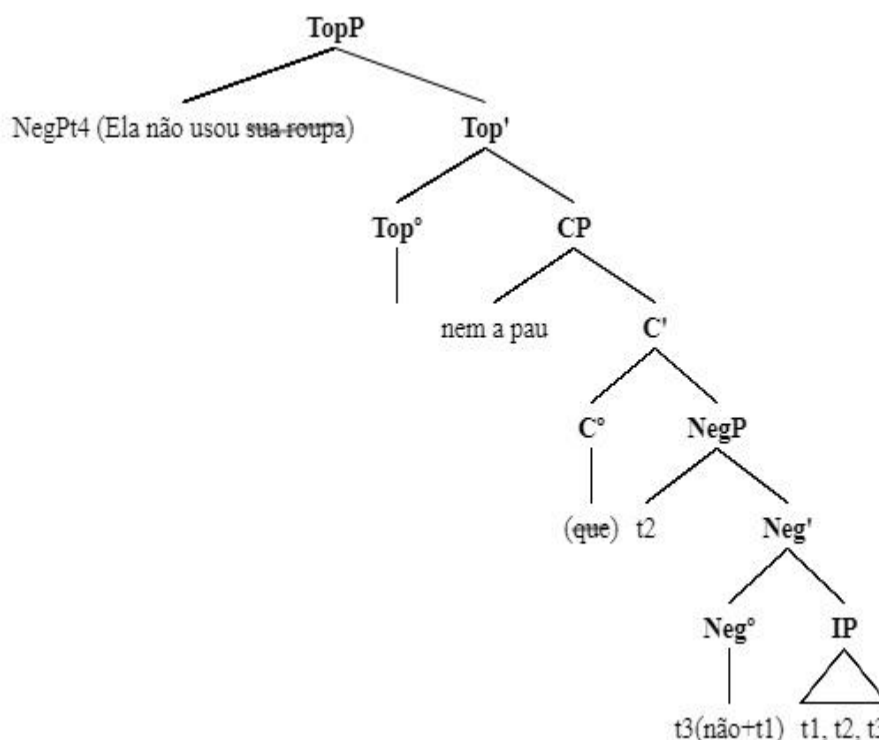 TopP
NegPt4 (Ela não usou sua roupa) Top'
Top° CP
nem a pau C'
C° NegP
(que) t2 Neg'
Neg° IP
t3(não+t1) t1, t2, t3